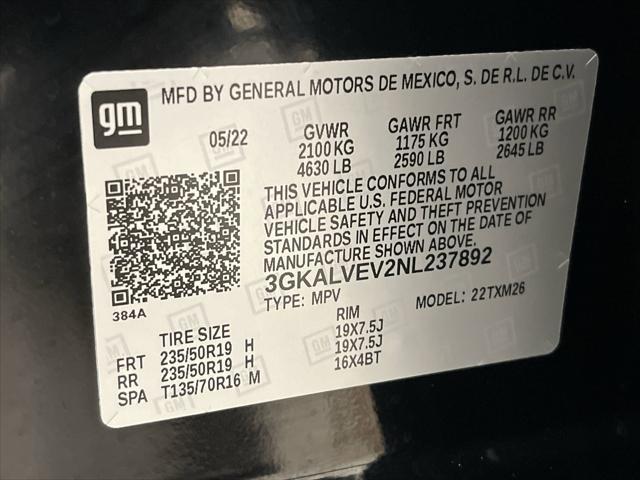 gm MFD BY GENERAL MOTORS DE MEXICO, S. DE R.L. DE C.V.
05/22 GVWR GAWR FRT GAWR RR
2100 KG 1175 KG 1200 KG
4630 LB 2590 LB 2645 LB
THIS VEHICLE CONFORMS TO ALL
APPLICABLE U.S. FEDERAL MOTOR
VEHICLE SAFETY AND THEFT PREVENTION
STANDARDS IN EFFECT ON THE DATE OF
MANUFACTURE SHOWN ABOVE.
3GKALVEV2NL237892
384A TYPE: MPV MODEL: 22TXM26
TIRE SIZE RIM
FRT 235/50R19 H 19X7.5J
RR 235/50R19 H 19X7.5J
SPA T135/70R16 M 16X4BT